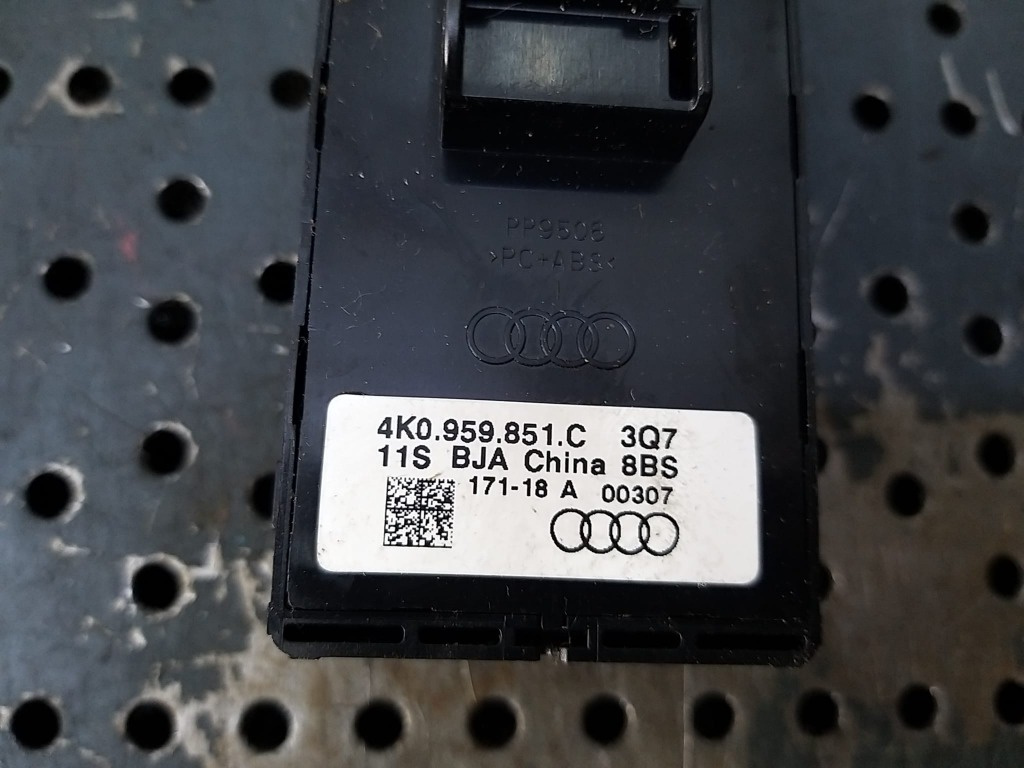 PP9506
>PC+ABS<
4K0.959.851.C 3Q7
11S BJA China 8BS
171-18 A 00307